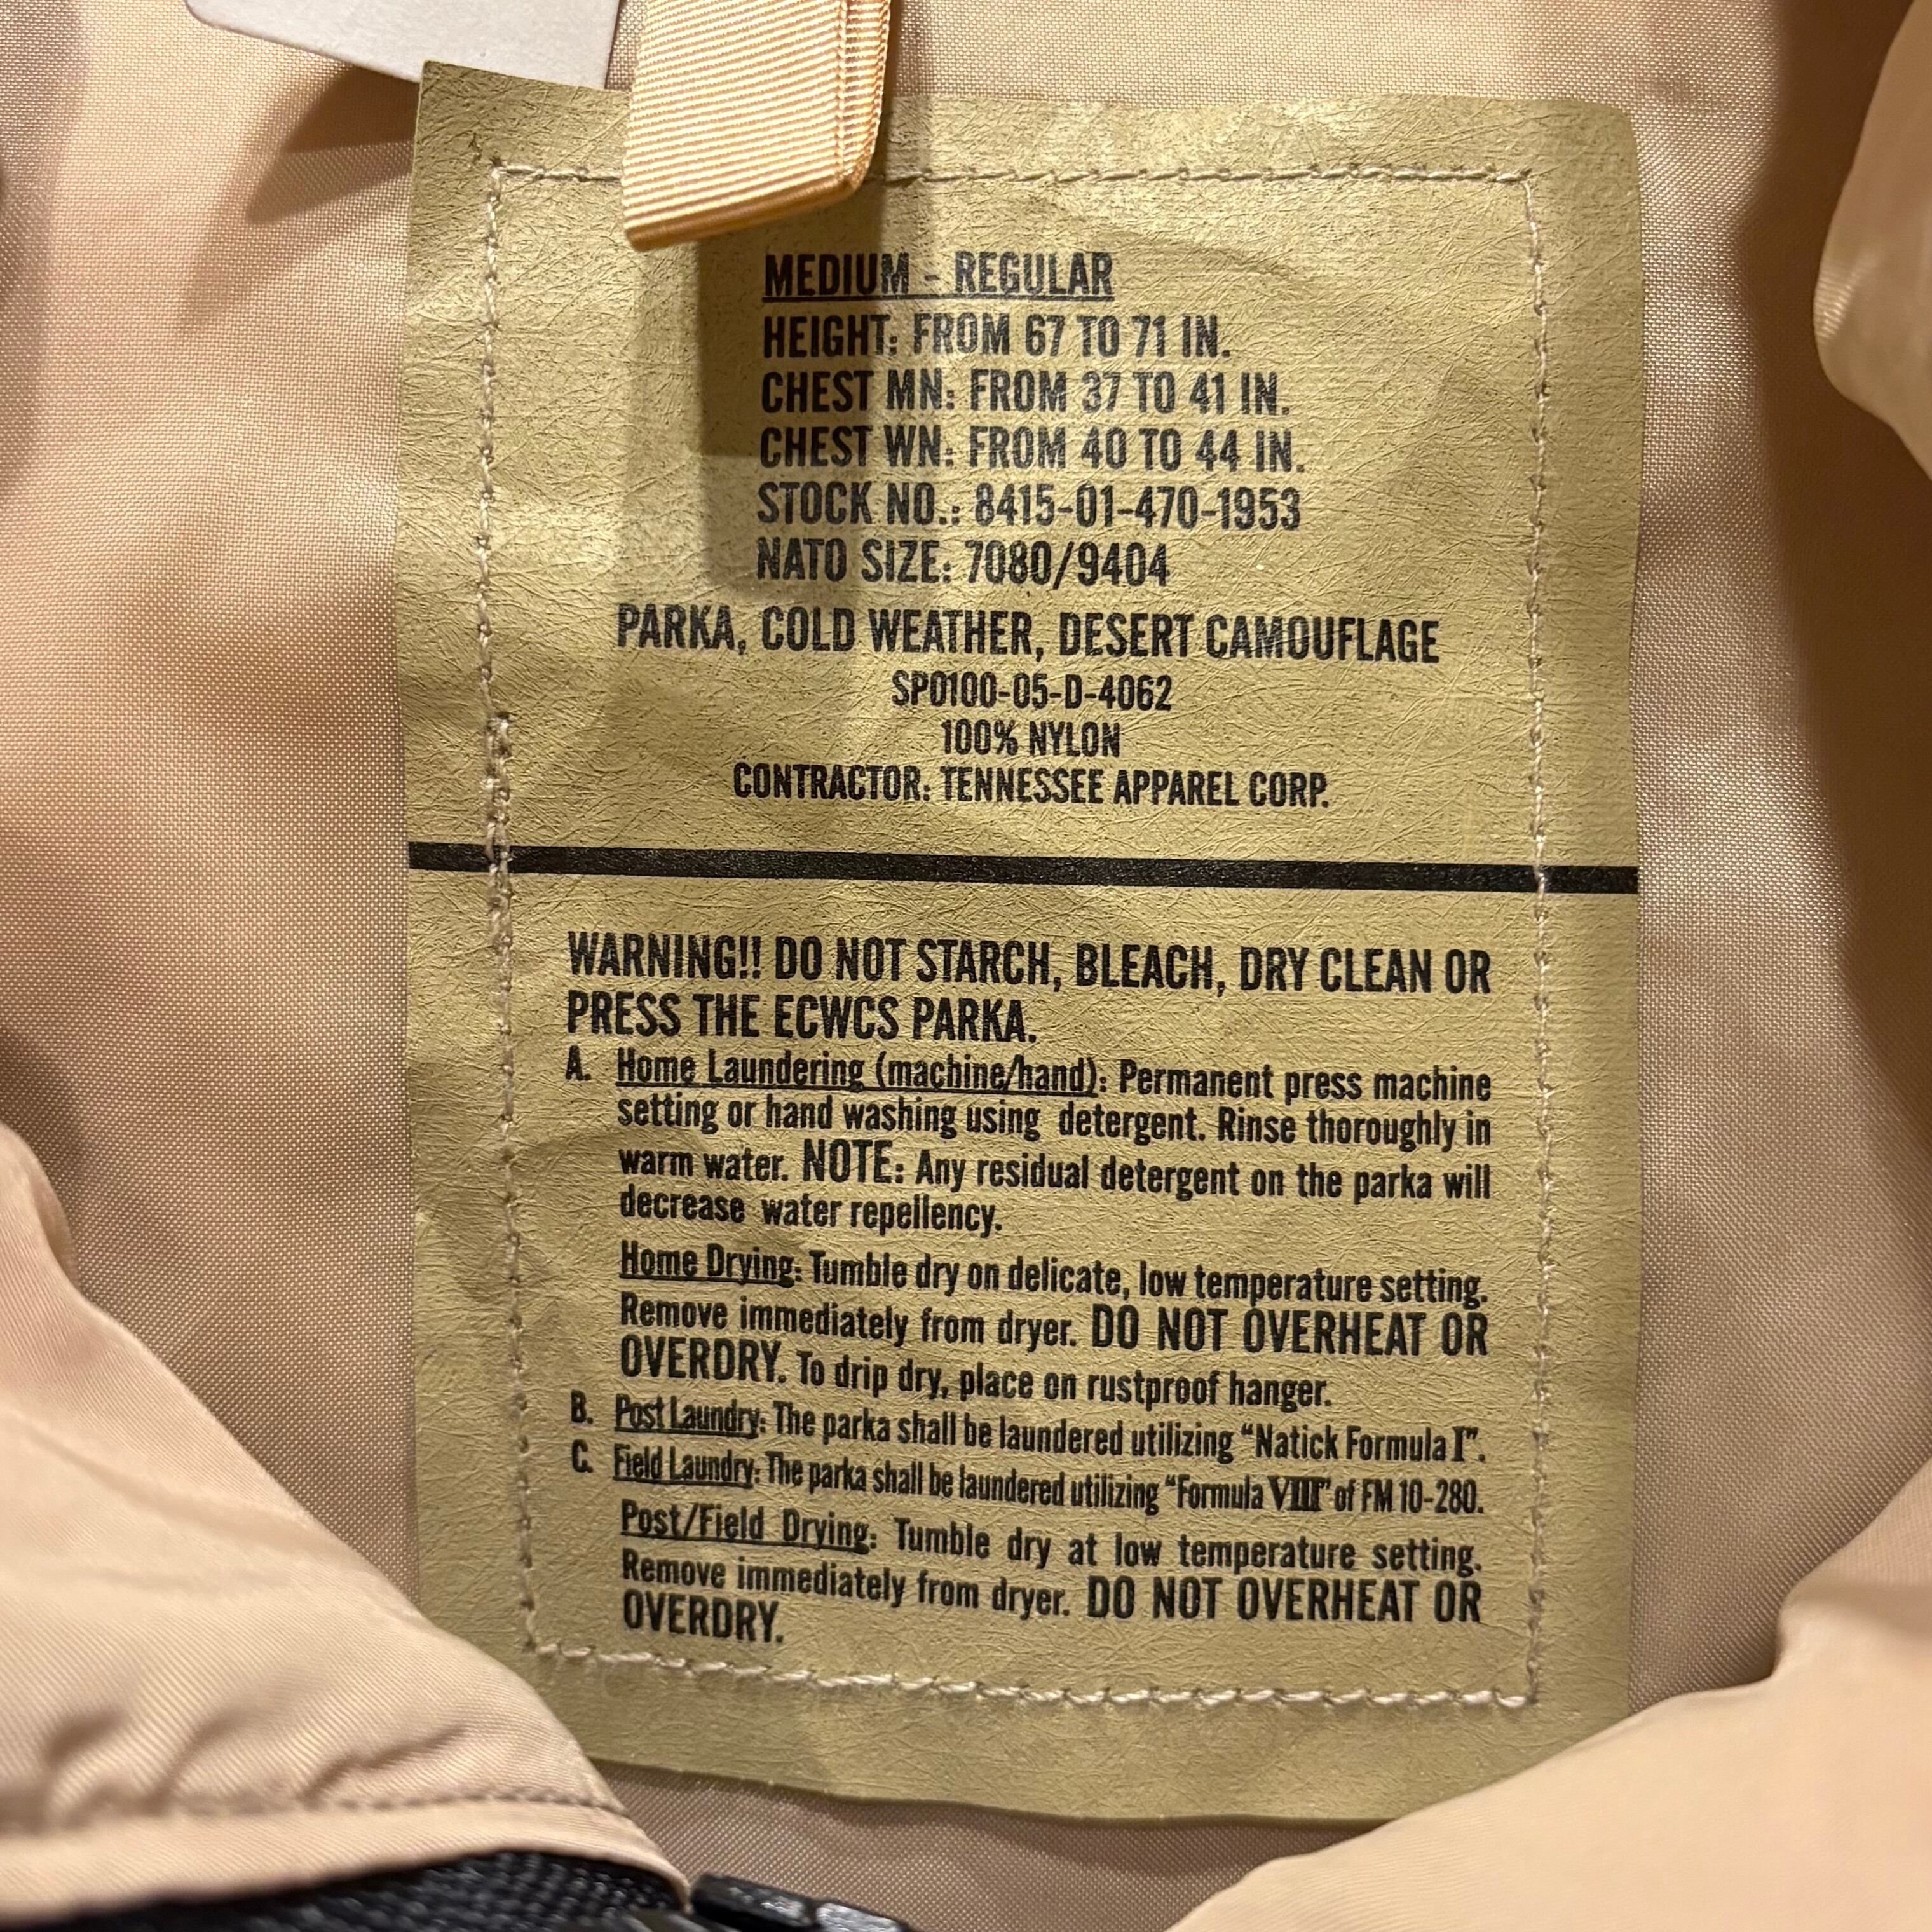 MEDIUM - REGULAR
HEIGHT: FROM 67 TO 71 IN.
CHEST MN: FROM 37 TO 41 IN.
CHEST WN: FROM 40 TO 44 IN.
STOCK NO.: 8415-01-470-1953
NATO SIZE: 7080/9404
PARKA, COLD WEATHER, DESERT CAMOUFLAGE
SP0100-05-D-4062
100% NYLON
CONTRACTOR: TENNESSEE APPAREL CORP.
WARNING!! DO NOT STARCH, BLEACH, DRY CLEAN OR
PRESS THE ECWCS PARKA.
A. Home Laundering (machine/hand): Permanent press machine
setting or hand washing using detergent. Rinse thoroughly in
warm water. NOTE: Any residual detergent on the parka will
decrease water repellency.
Home Drying: Tumble dry on delicate, low temperature setting.
Remove immediately from dryer. DO NOT OVERHEAT OR
OVERDRY. To drip dry, place on rustproof hanger.
B. Post Laundry: The parka shall be laundered utilizing "Natick Formula I".
C. Field Laundry: The parka shall be laundered utilizing "Formula VIII" of FM 10-280.
Post/Field Drying: Tumble dry at low temperature setting.
Remove immediately from dryer. DO NOT OVERHEAT OR
OVERDRY.